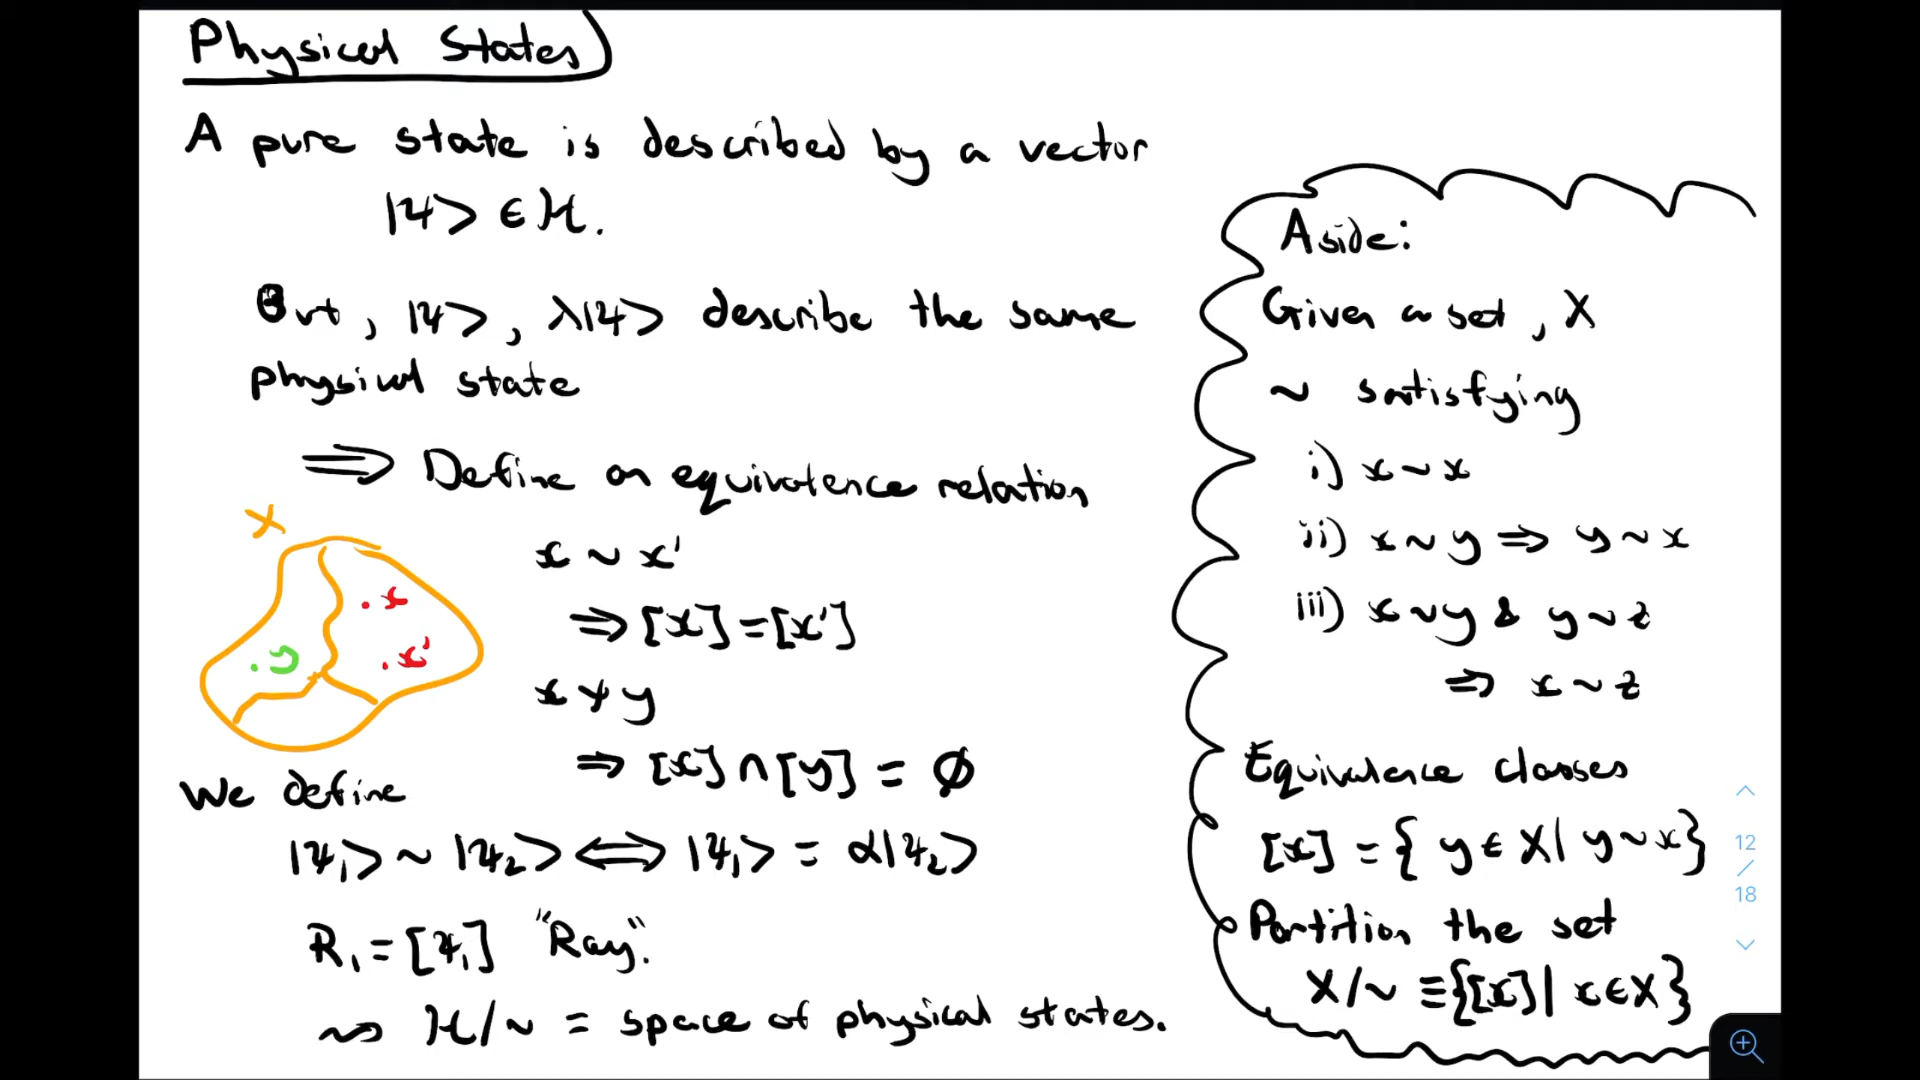 Physical States
A pure state is described by a vector
|ψ> ∈ H.
But, |ψ>, λ|ψ> describe the same
physical state
⇒ Define an equivalence relation
X
.x
.x'
.y
x ~ x'
⇒ [x]=[x']
x ≁ y
⇒ [x] ∩ [y] = ∅
We define
|ψ₁> ~ |ψ₂> ⟺ |ψ₁> = α|ψ₂>
R₁ = [ψ₁] "Ray".
⇝ H/~ = space of physical states.
Aside:
Given a set, X
~ satisfying
i) x ~ x
ii) x ~ y ⇒ y ~ x
iii) x ~ y & y ~ z
⇒ x ~ z
Equivalence classes
[x] = { y ∈ X | y ~ x}
Partition the set
X/~ ≡ {[x] | x ∈ X}
12
/
18